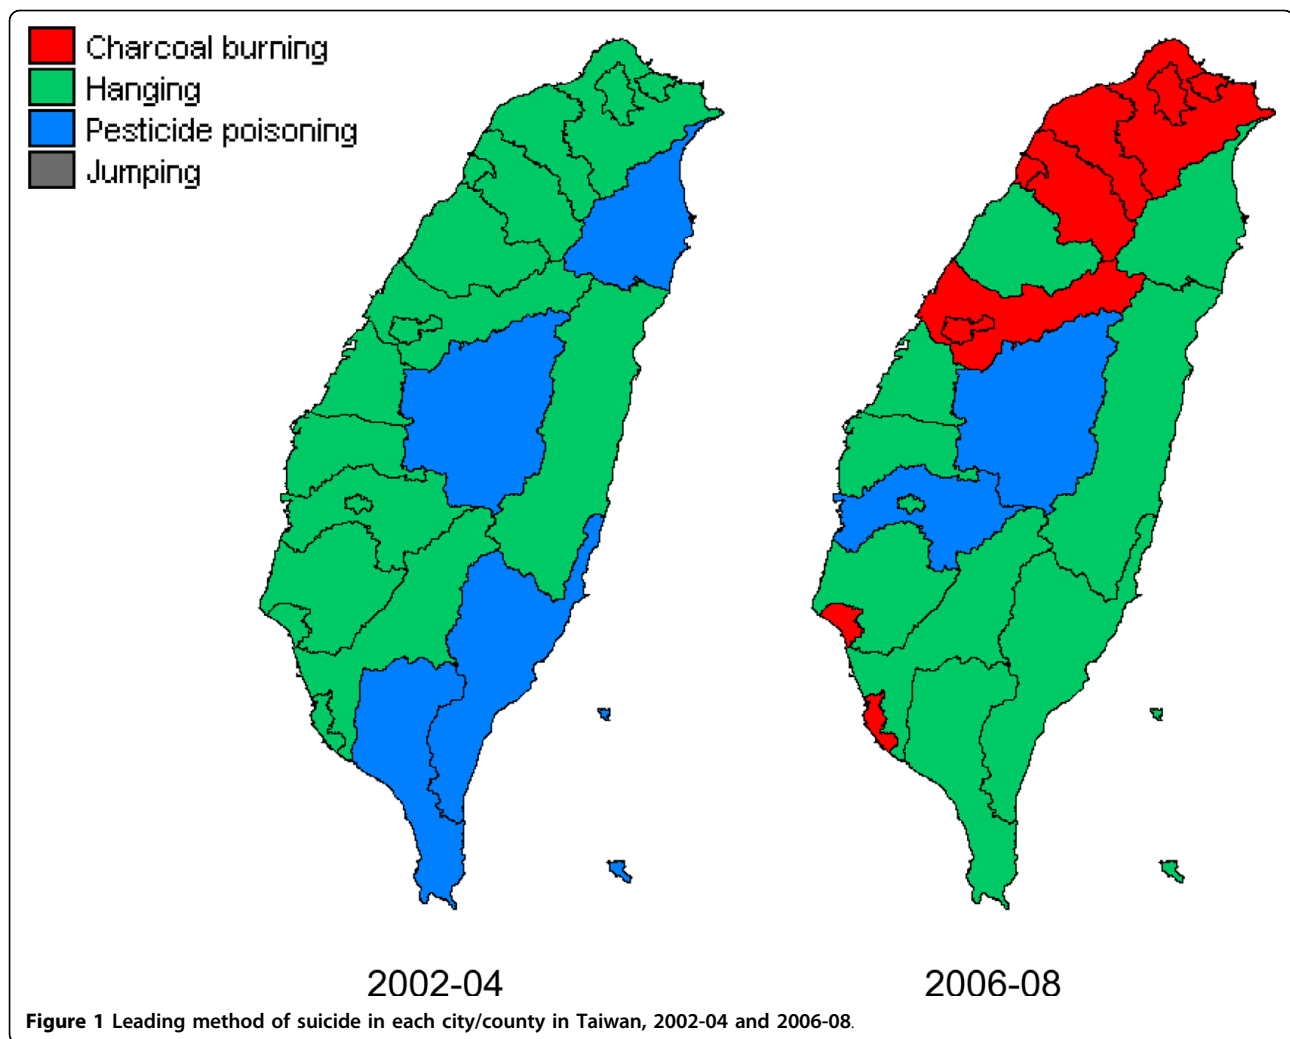 Charcoal burning
Hanging
Pesticide poisoning
Jumping
2002-04
2006-08
Figure 1 Leading method of suicide in each city/county in Taiwan, 2002-04 and 2006-08.